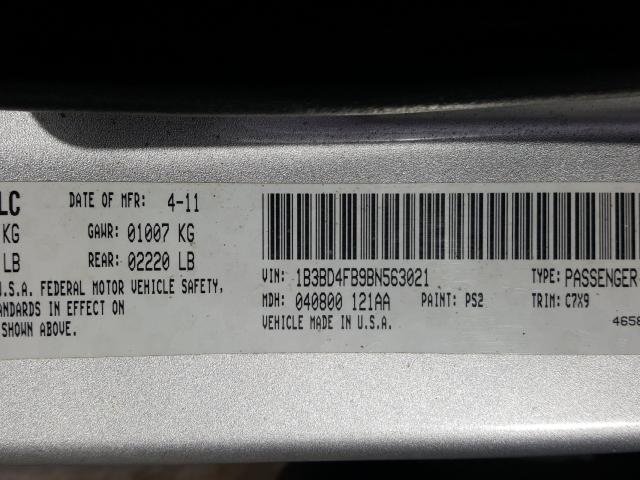 LC DATE OF MFR: 4-11
KG GAWR: 01007 KG
LB REAR: 02220 LB
U.S.A. FEDERAL MOTOR VEHICLE SAFETY,
STANDARDS IN EFFECT ON
SHOWN ABOVE.
VIN: 1B3BD4FB9BN563021 TYPE: PASSENGER
MDH: 040800 121AA PAINT: PS2 TRIM: C7X9
VEHICLE MADE IN U.S.A.
4658